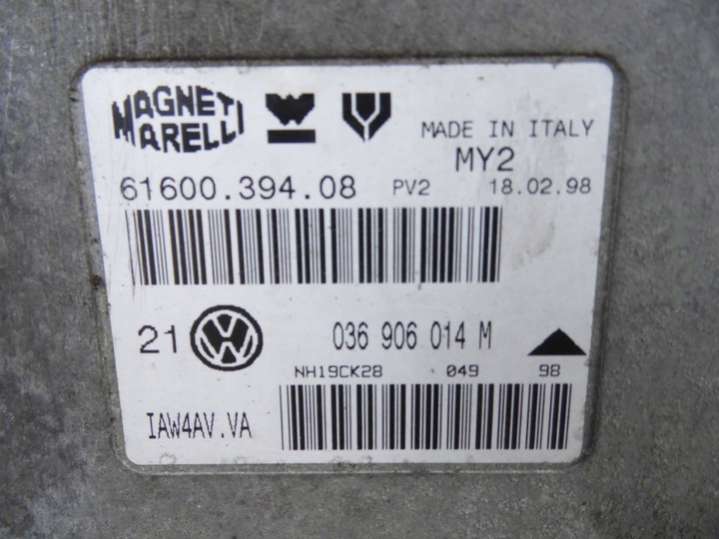 MAGNETI MARELLI
MADE IN ITALY
MY2
61600.394.08 PV2 18.02.98
21 VW 036 906 014 M
NH19CK28 049 98
IAW4AV.VA